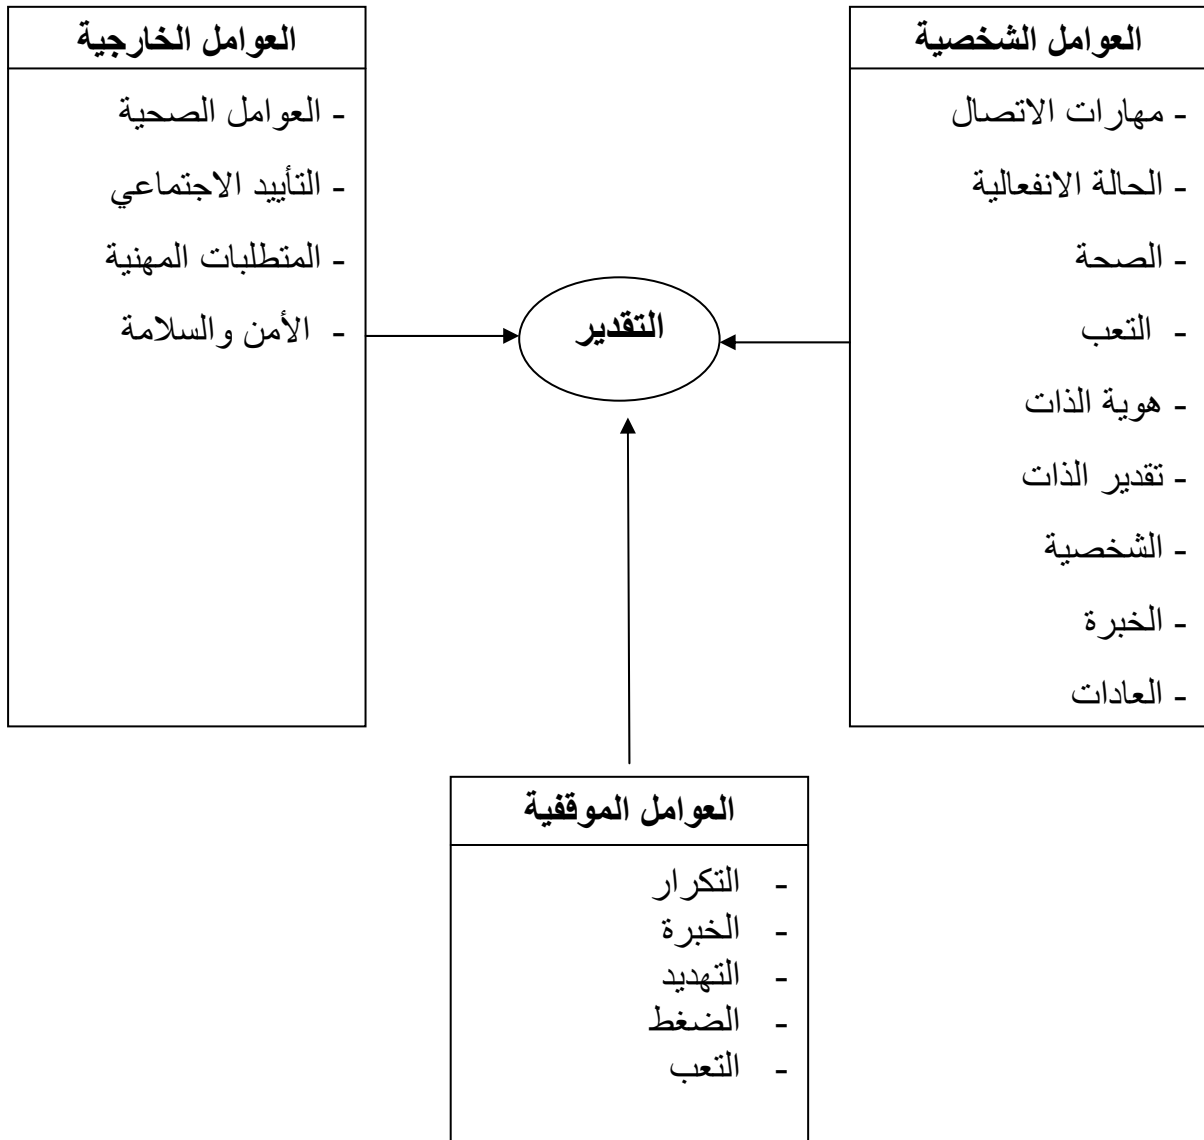 العوامل الشخصية
- مهارات الاتصال
- الحالة الانفعالية
- الصحة
- التعب
- هوية الذات
- تقدير الذات
- الشخصية
- الخبرة
- العادات
التقدير
العوامل الخارجية
- العوامل الصحية
- التأييد الاجتماعي
- المتطلبات المهنية
- الأمن والسلامة
العوامل الموقفية
- التكرار
- الخبرة
- التهديد
- الضغط
- التعب